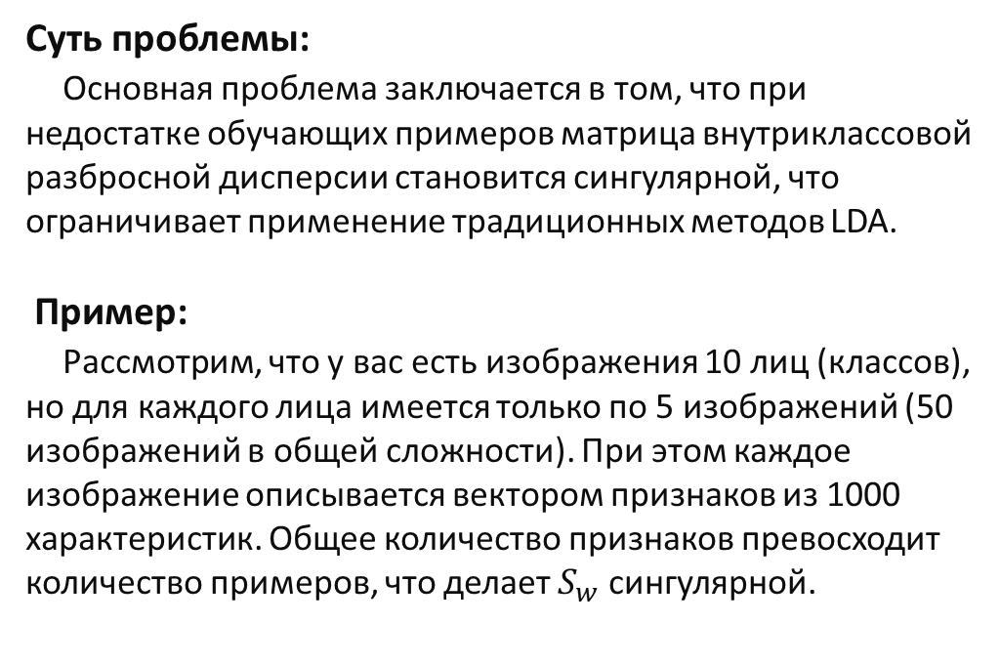 Суть проблемы:
Основная проблема заключается в том, что при
недостатке обучающих примеров матрица внутриклассовой
разбросной дисперсии становится сингулярной, что
ограничивает применение традиционных методов LDA.
Пример:
Рассмотрим, что у вас есть изображения 10 лиц (классов),
но для каждого лица имеется только по 5 изображений (50
изображений в общей сложности). При этом каждое
изображение описывается вектором признаков из 1000
характеристик. Общее количество признаков превосходит
количество примеров, что делает S_w сингулярной.